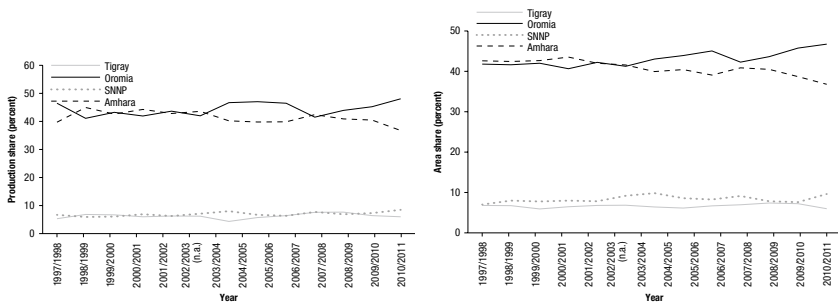 Tigray
Oromia
SNNP
Amhara
60
50
40
30
20
10
0
Production share (percent)
1997/1998
1998/1999
1999/2000
2000/2001
2001/2002
2002/2003
(n.a.)
2003/2004
2004/2005
2005/2006
2006/2007
2007/2008
2008/2009
2009/2010
2010/2011
Year
Tigray
Oromia
SNNP
Amhara
50
40
30
20
10
0
Area share (percent)
1997/1998
1998/1999
1999/2000
2000/2001
2001/2002
2002/2003
(n.a.)
2003/2004
2004/2005
2005/2006
2006/2007
2007/2008
2008/2009
2009/2010
2010/2011
Year